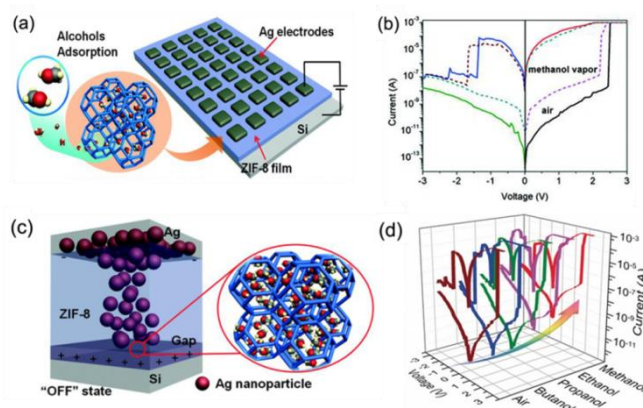 (a)
Alcohols
Adsorption
Ag electrodes
Si
ZIF-8 film
(b)
Current (A)
10⁻³
10⁻⁵
10⁻⁷
10⁻⁹
10⁻¹¹
10⁻¹³
methanol vapor
air
-3 -2 -1 0 1 2 3
Voltage (V)
(c)
Ag
ZIF-8
Gap
Si
"OFF" state
Ag nanoparticle
(d)
10⁻³
10⁻⁵
10⁻⁷
10⁻⁹
10⁻¹¹
Current (A)
Voltage (V)
Air
Butanol
Propanol
Ethanol
Methanol